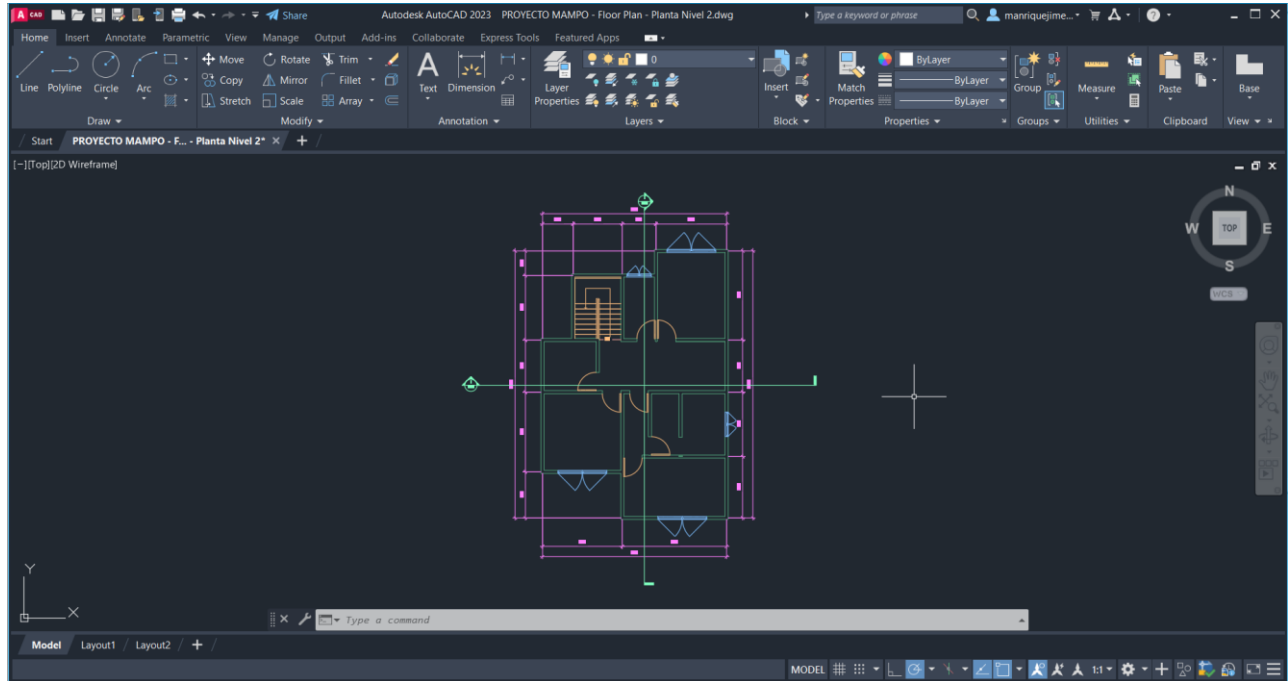 A CAD Share Autodesk AutoCAD 2023 PROYECTO MAMPO - Floor Plan - Planta Nivel 2.dwg Type a keyword or phrase manriquejime... ?
Home Insert Annotate Parametric View Manage Output Add-ins Collaborate Express Tools Featured Apps
Move Rotate Trim 0 ByLayer
Line Polyline Circle Arc Copy Mirror Fillet Text Dimension Layer Properties Insert Match Properties ByLayer Group Measure Paste Base
Stretch Scale Array ByLayer
Draw Modify Annotation Layers Block Properties Groups Utilities Clipboard View
Start PROYECTO MAMPO - F... - Planta Nivel 2*
[−][Top][2D Wireframe]
N
W TOP E
S
WCS
Y
X
Type a command
Model Layout1 Layout2 +
MODEL 1:1